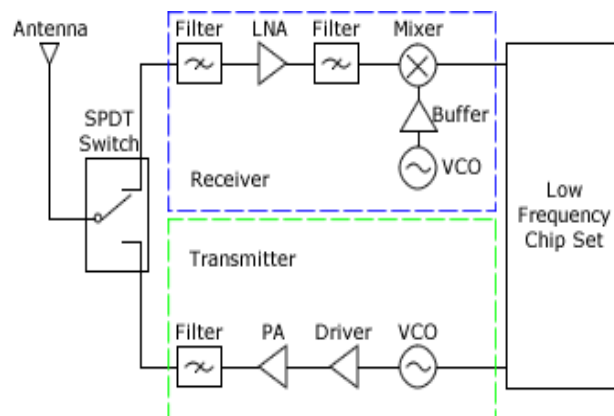 Antenna
Filter
LNA
Filter
Mixer
SPDT
Switch
Buffer
VCO
Receiver
Low
Frequency
Chip Set
Transmitter
Filter
PA
Driver
VCO